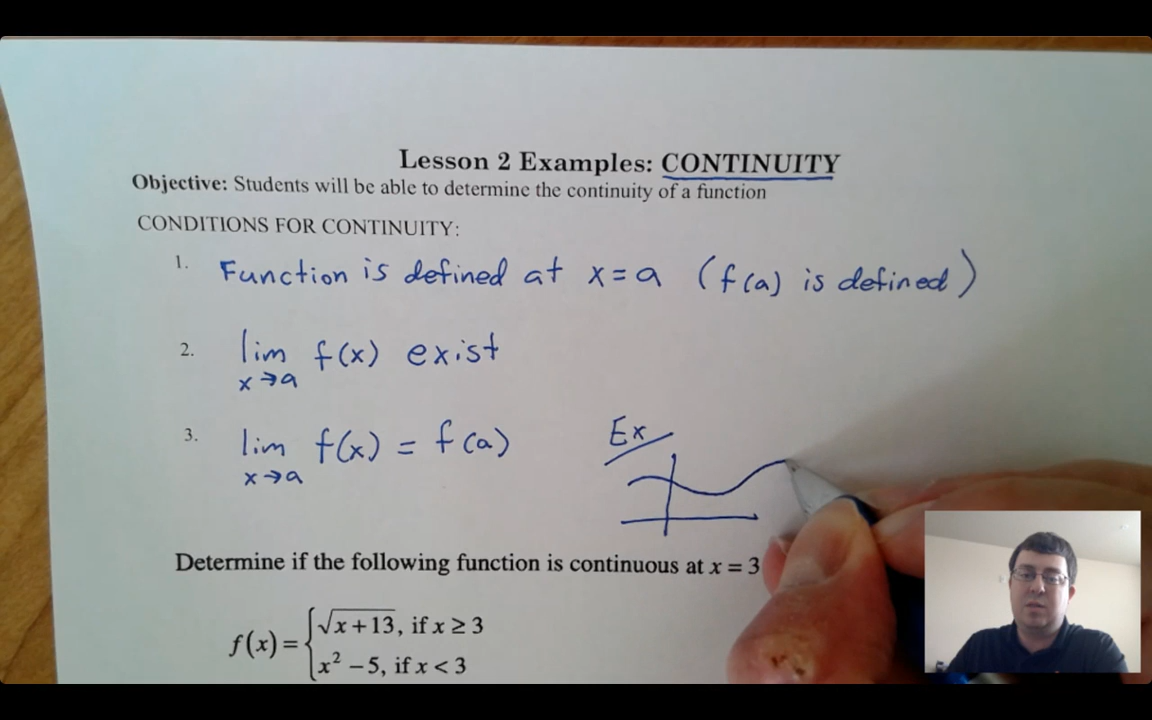 Lesson 2 Examples: CONTINUITY
Objective: Students will be able to determine the continuity of a function
CONDITIONS FOR CONTINUITY:
1. Function is defined at x = a (f(a) is defined)
2. lim f(x) exist
x→a
3. lim f(x) = f(a)
x→a
Ex
Determine if the following function is continuous at x = 3
f(x) = { √x+13, if x ≥ 3
x² − 5, if x < 3